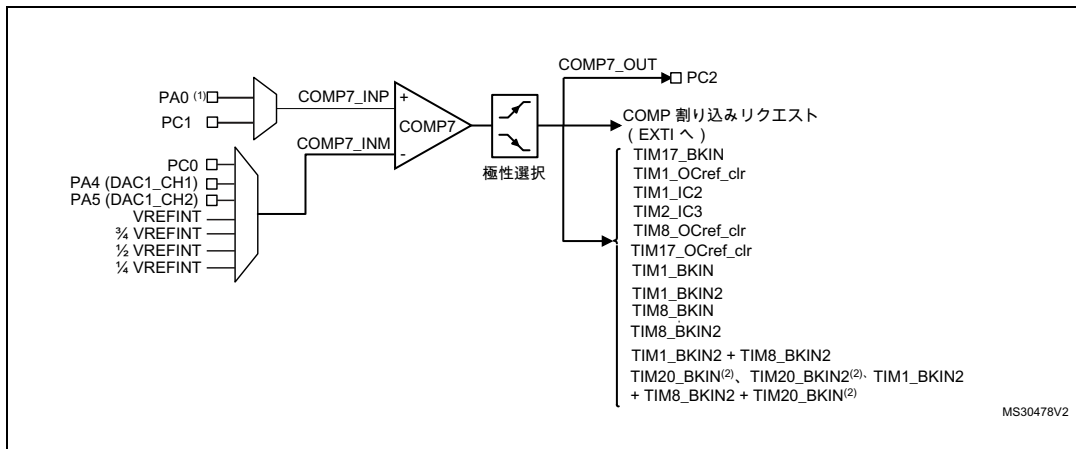 COMP7_OUT
PC2
PA0 (1)
PC1
COMP7_INP
+
COMP7
COMP7_INM
-
極性選択
COMP 割り込みリクエスト
( EXTI へ )
PC0
PA4 (DAC1_CH1)
PA5 (DAC1_CH2)
VREFINT
¾ VREFINT
½ VREFINT
¼ VREFINT
TIM17_BKIN
TIM1_OCref_clr
TIM1_IC2
TIM2_IC3
TIM8_OCref_clr
TIM17_OCref_clr
TIM1_BKIN
TIM1_BKIN2
TIM8_BKIN
TIM8_BKIN2
TIM1_BKIN2 + TIM8_BKIN2
TIM20_BKIN(2)、TIM20_BKIN2(2)、TIM1_BKIN2
+ TIM8_BKIN2 + TIM20_BKIN(2)
MS30478V2